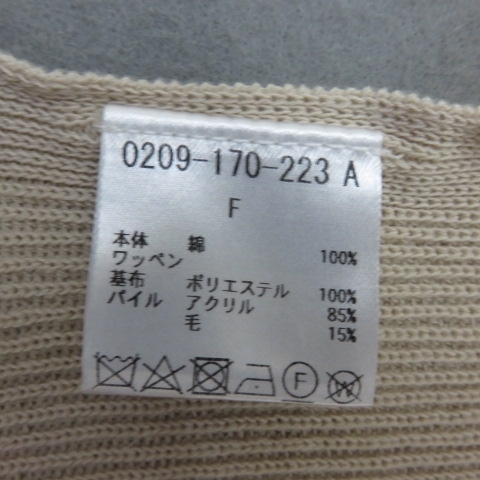 0209-170-223 A
F
本体 綿 100%
ワッペン
基布 ポリエステル 100%
パイル アクリル 85%
毛 15%
F W